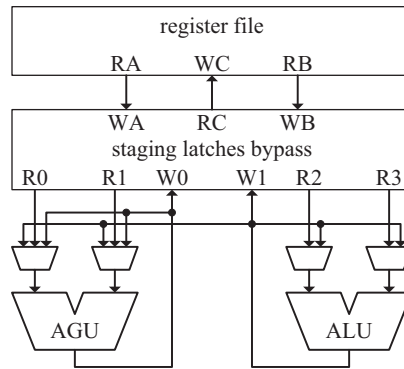 register file
RA WC RB
WA RC WB
staging latches bypass
R0 R1 W0 W1 R2 R3
AGU ALU